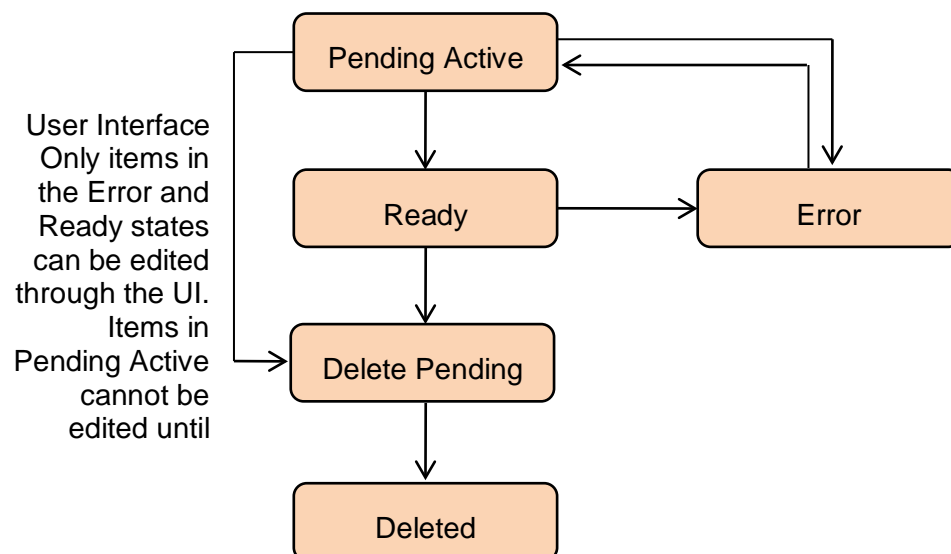 Pending Active
User Interface
Only items in
the Error and
Ready states
can be edited
through the UI.
Items in
Pending Active
cannot be
edited until
Ready
Error
Delete Pending
Deleted